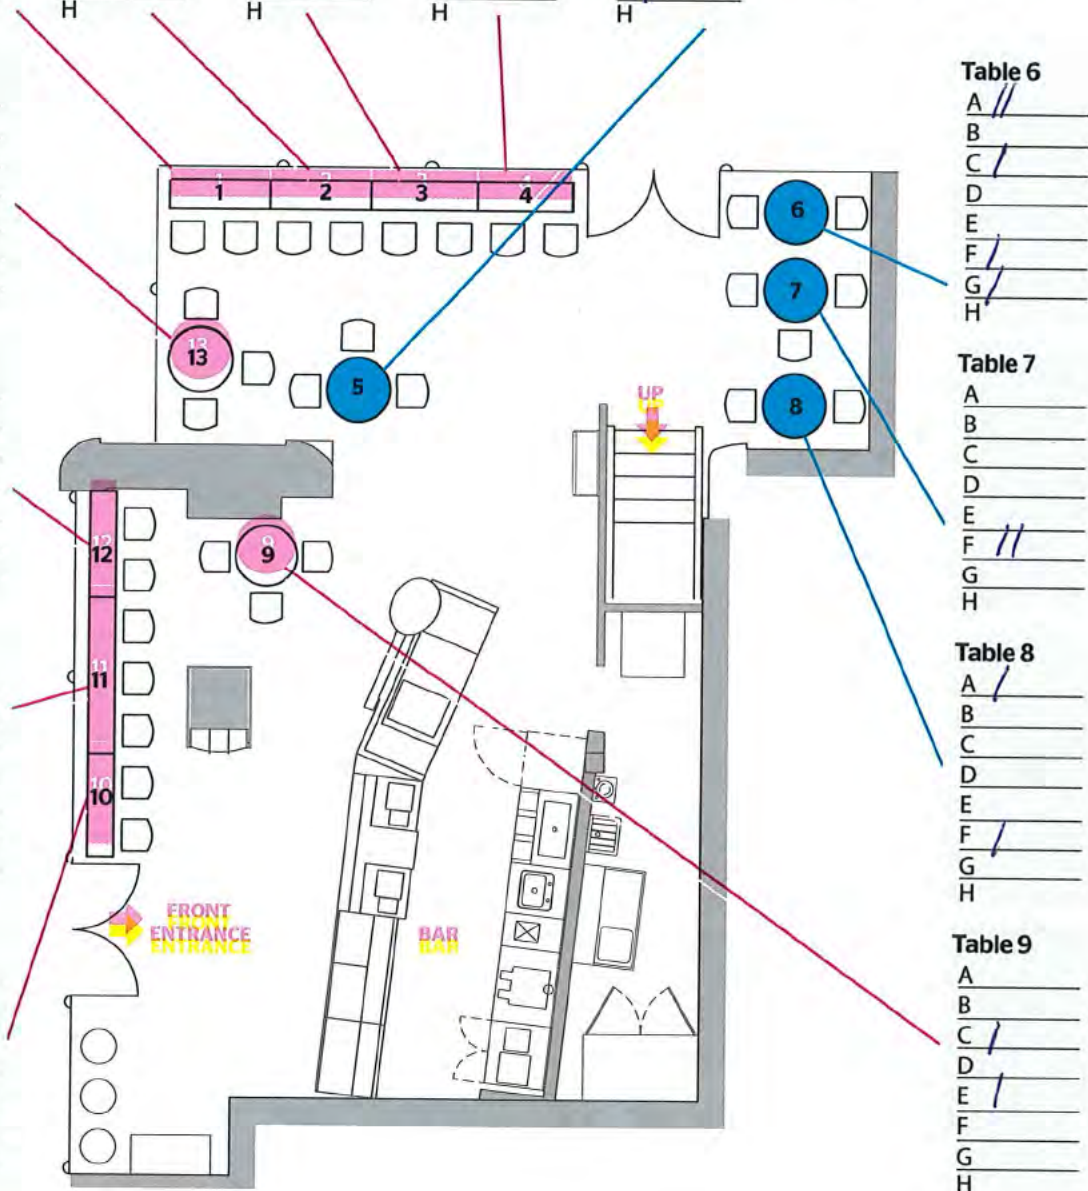 H H H H
Table 6
A //
B
C /
D
E
F /
G /
H
1 2 3 4
6
7
Table 7
A
B
C
D
E
F //
G
H
13
5
8
UP
12
9
Table 8
A /
B
C
D
E
F /
G
H
11
10
FRONT
ENTRANCE
BAR
Table 9
A
B
C /
D
E /
F
G
H